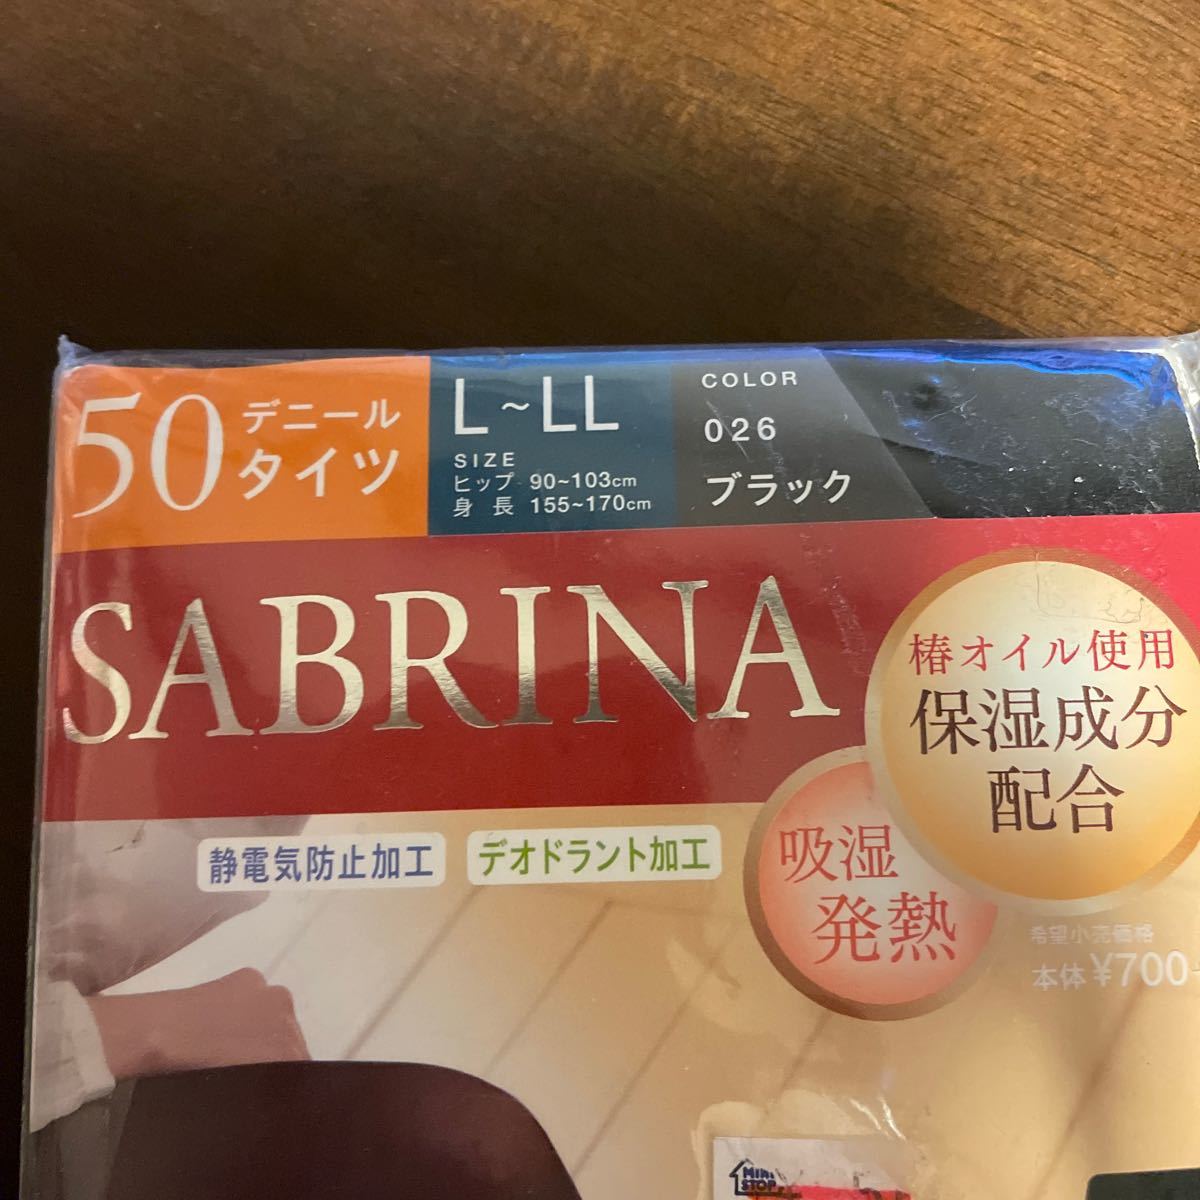 50 デニール
タイツ
L~LL
SIZE
ヒップ 90~103cm
身長 155~170cm
COLOR
026
ブラック
SABRINA
椿オイル使用
保湿成分
配合
吸湿
発熱
静電気防止加工
デオドラント加工
希望小売価格
本体¥700
MINI
STOP